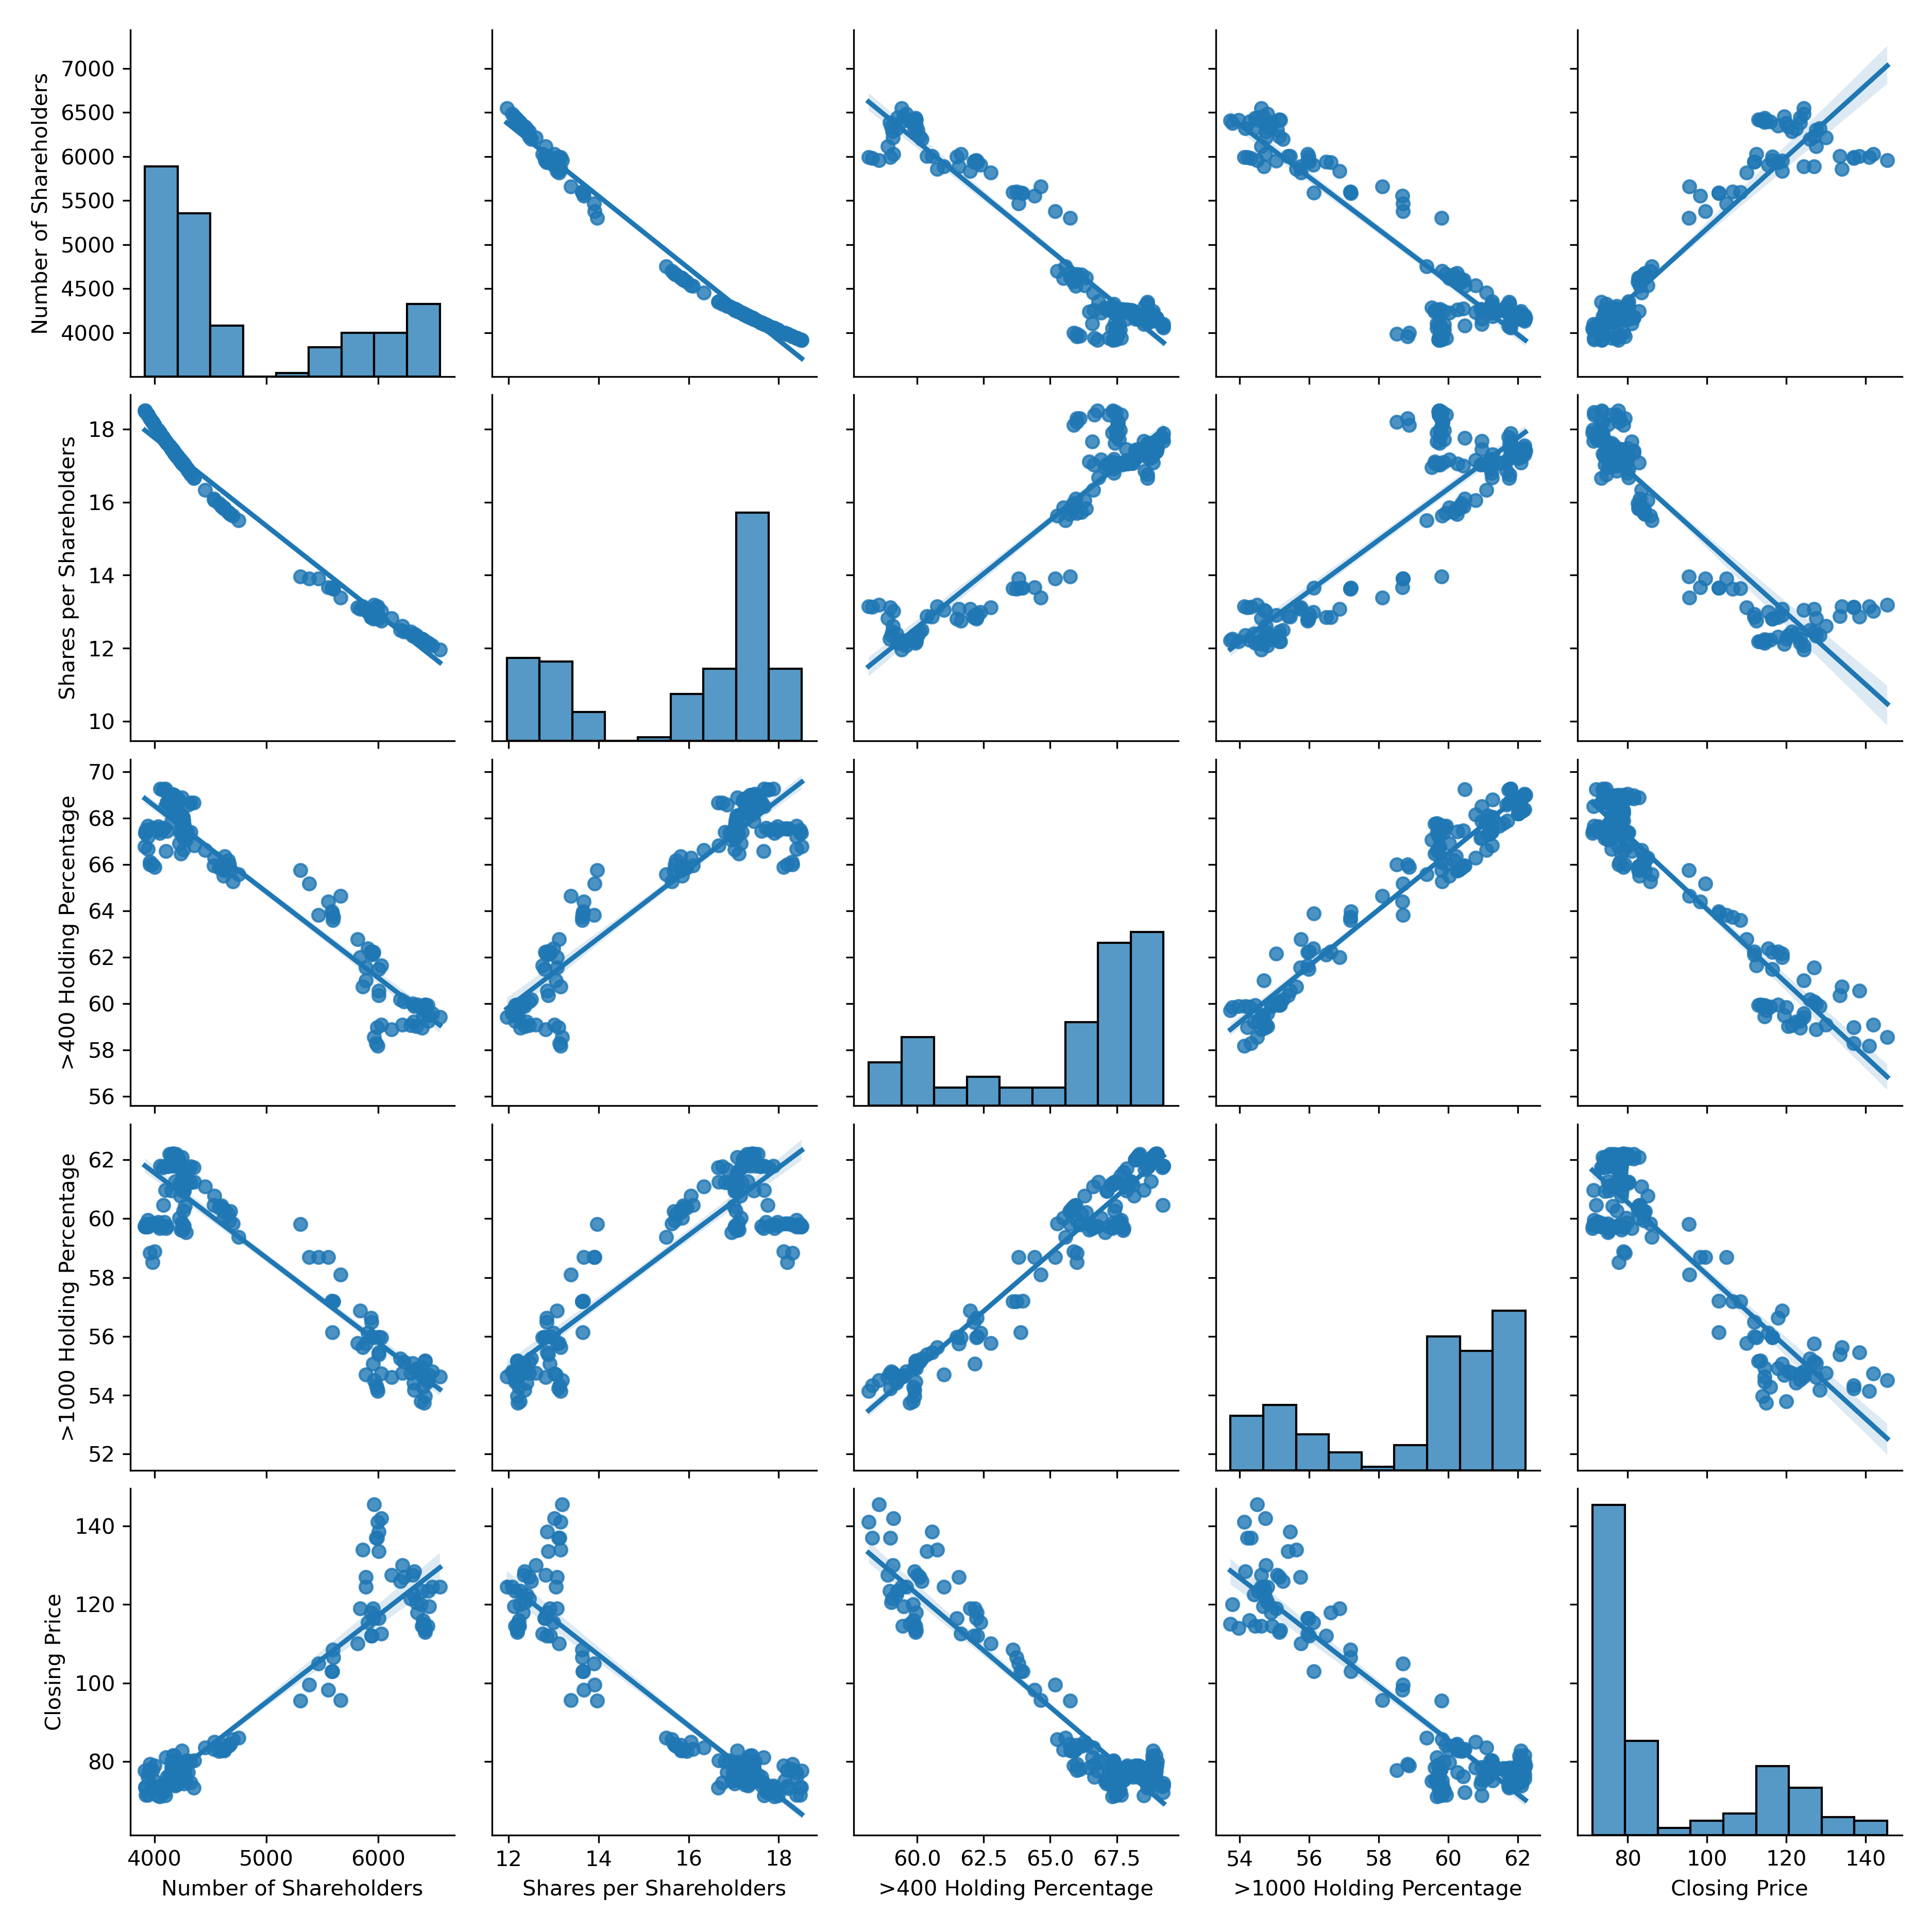 7000
6500
6000
5500
5000
4500
4000
Number of Shareholders
18
16
14
12
10
Shares per Shareholders
70
68
66
64
62
60
58
56
>400 Holding Percentage
62
60
58
56
54
52
>1000 Holding Percentage
140
120
100
80
Closing Price
4000 5000 6000
12 14 16 18
60.0 62.5 65.0 67.5
54 56 58 60 62
80 100 120 140
Number of Shareholders
Shares per Shareholders
>400 Holding Percentage
>1000 Holding Percentage
Closing Price